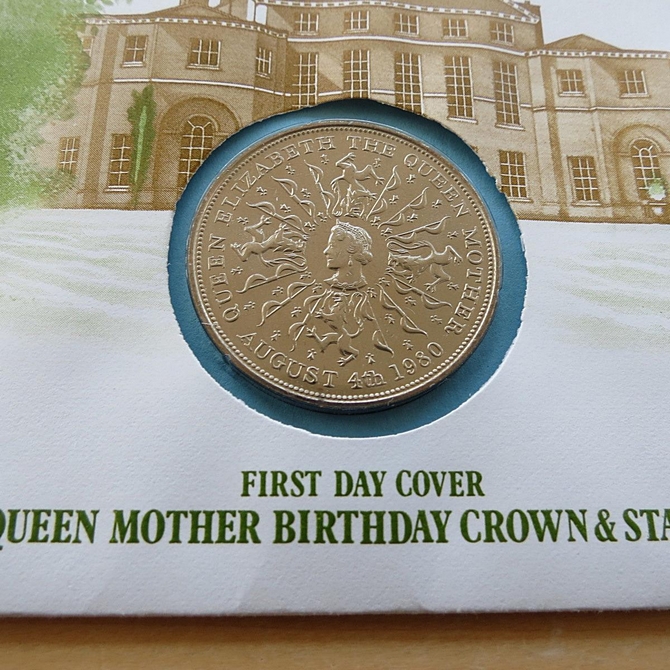 QUEEN ELIZABETH THE QUEEN MOTHER
AUGUST 4th 1980
FIRST DAY COVER
QUEEN MOTHER BIRTHDAY CROWN & STA